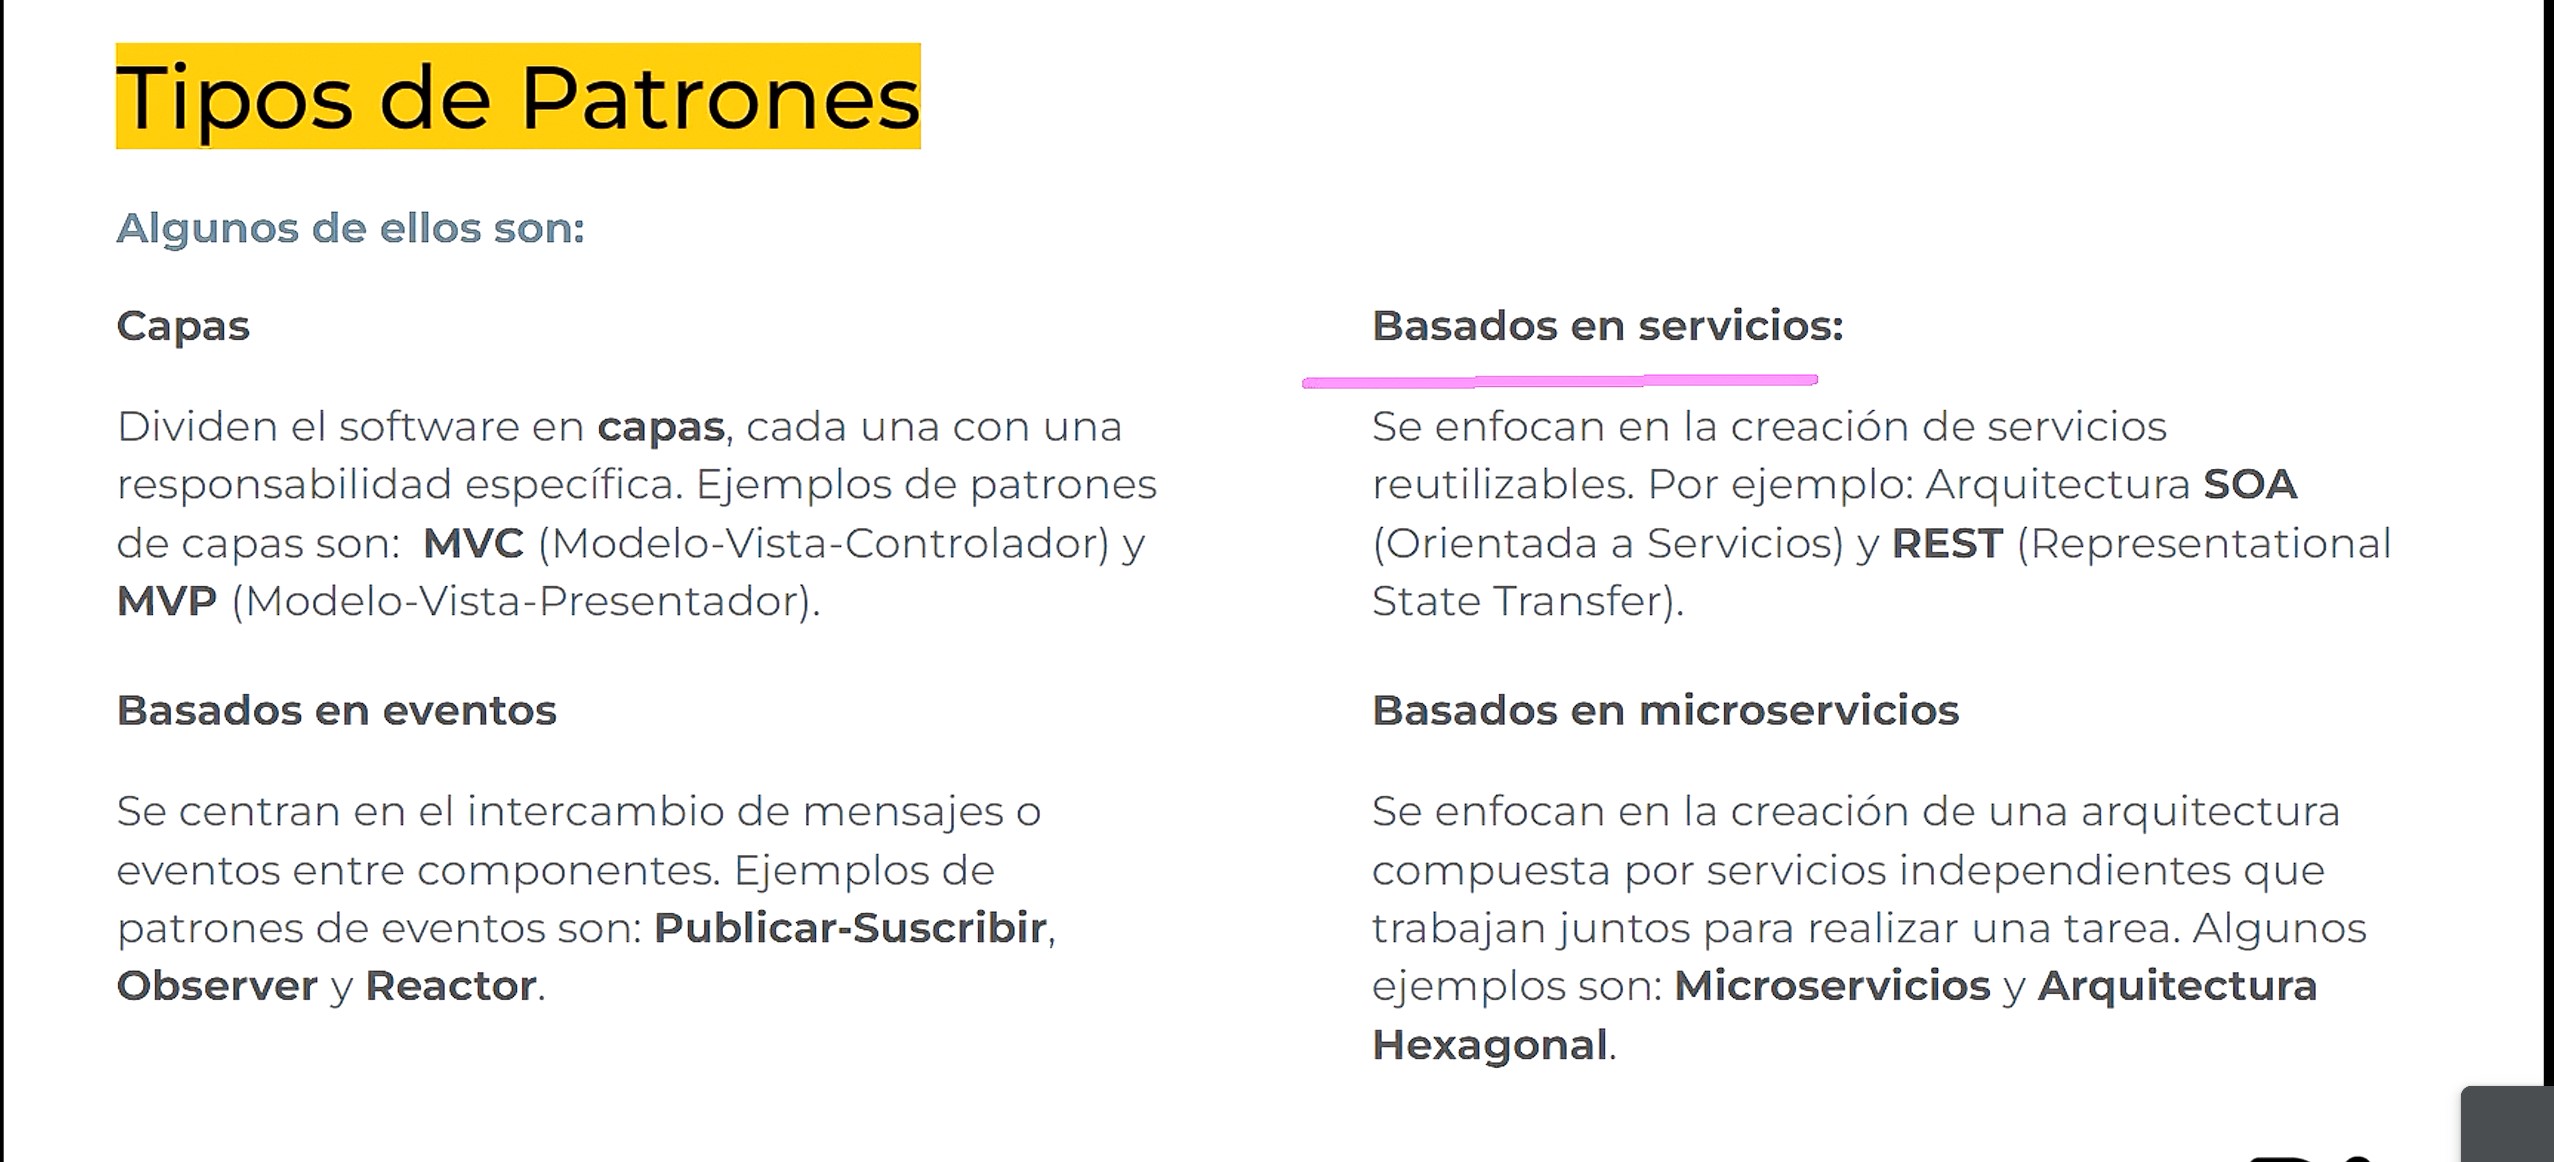 Tipos de Patrones
Algunos de ellos son:
Capas
Dividen el software en capas, cada una con una
responsabilidad específica. Ejemplos de patrones
de capas son: MVC (Modelo-Vista-Controlador) y
MVP (Modelo-Vista-Presentador).
Basados en eventos
Se centran en el intercambio de mensajes o
eventos entre componentes. Ejemplos de
patrones de eventos son: Publicar-Suscribir,
Observer y Reactor.
Basados en servicios:
Se enfocan en la creación de servicios
reutilizables. Por ejemplo: Arquitectura SOA
(Orientada a Servicios) y REST (Representational
State Transfer).
Basados en microservicios
Se enfocan en la creación de una arquitectura
compuesta por servicios independientes que
trabajan juntos para realizar una tarea. Algunos
ejemplos son: Microservicios y Arquitectura
Hexagonal.